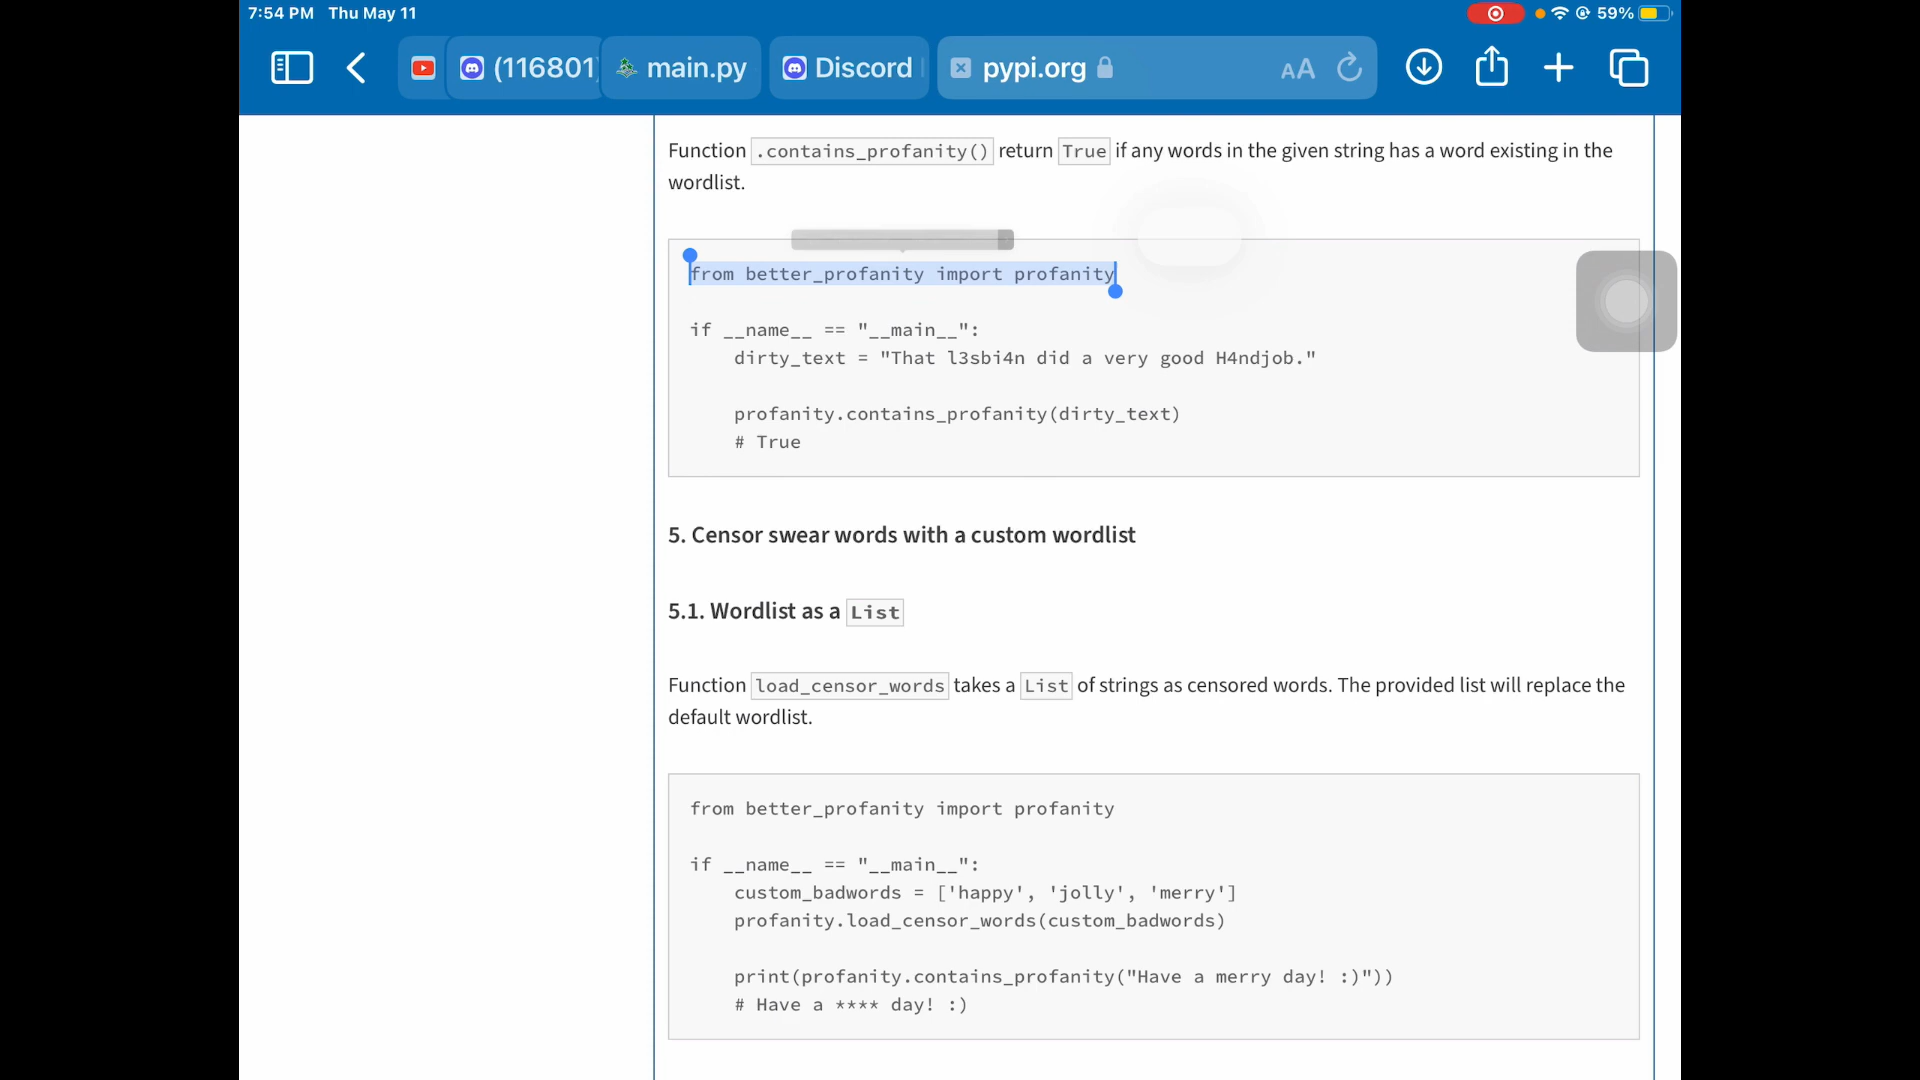 7:54 PM Thu May 11
59%
(116801)
main.py
Discord
pypi.org
AA
Function .contains_profanity() return True if any words in the given string has a word existing in the
wordlist.
from better_profanity import profanity
if __name__ == "__main__":
dirty_text = "That l3sbi4n did a very good H4ndjob."
profanity.contains_profanity(dirty_text)
# True
5. Censor swear words with a custom wordlist
5.1. Wordlist as a List
Function load_censor_words takes a List of strings as censored words. The provided list will replace the
default wordlist.
from better_profanity import profanity
if __name__ == "__main__":
custom_badwords = ['happy', 'jolly', 'merry']
profanity.load_censor_words(custom_badwords)
print(profanity.contains_profanity("Have a merry day! :)"))
# Have a **** day! :)